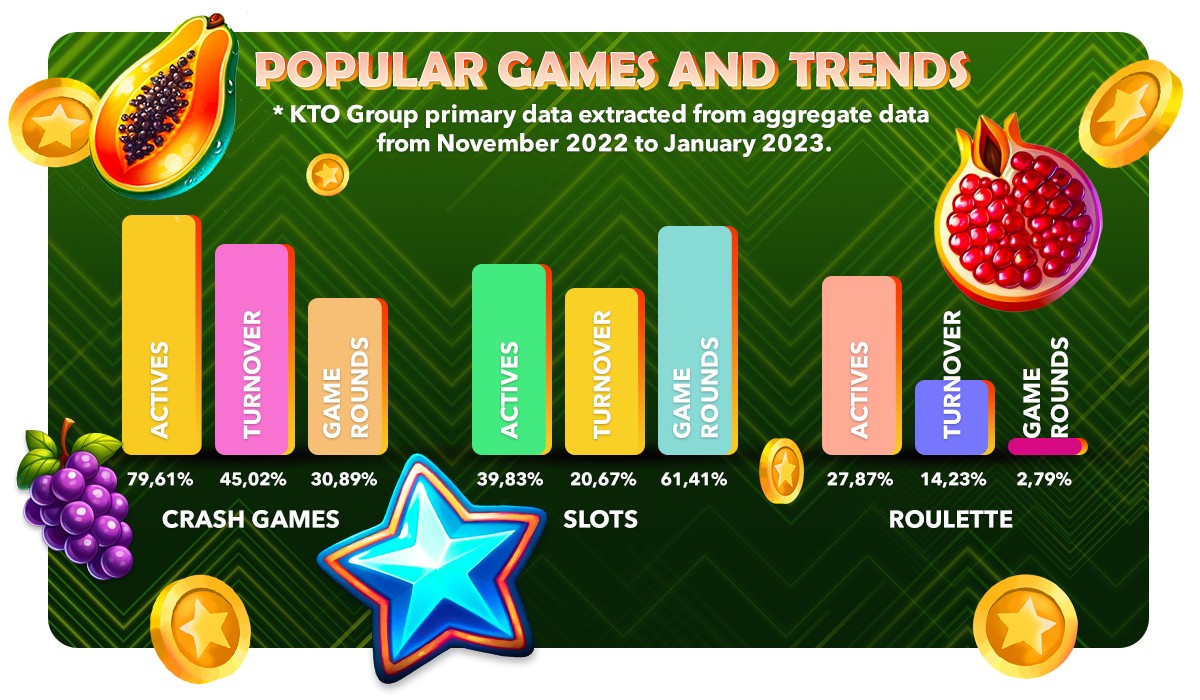 POPULAR GAMES AND TRENDS
* KTO Group primary data extracted from aggregate data
from November 2022 to January 2023.
ACTIVES
TURNOVER
GAME
ROUNDS
ACTIVES
TURNOVER
GAME
ROUNDS
ACTIVES
TURNOVER
GAME
ROUNDS
79,61% 45,02% 30,89% 39,83% 20,67% 61,41% 27,87% 14,23% 2,79%
CRASH GAMES SLOTS ROULETTE